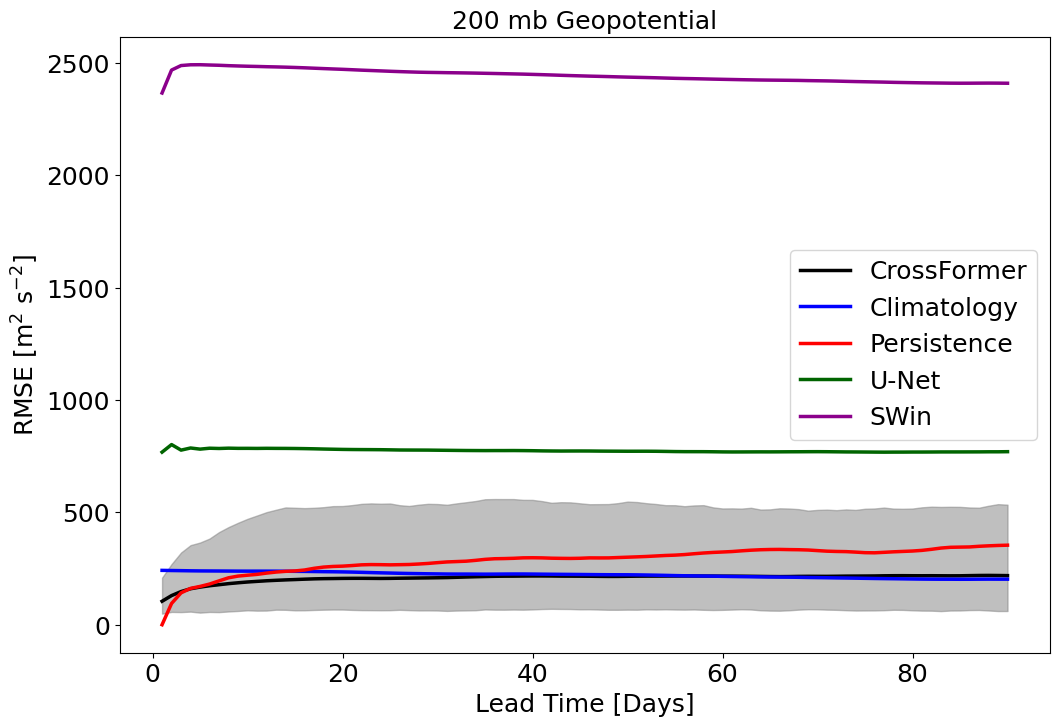 200 mb Geopotential
RMSE [m² s⁻²]
2500
2000
1500
1000
500
0
CrossFormer
Climatology
Persistence
U-Net
SWin
0 20 40 60 80
Lead Time [Days]